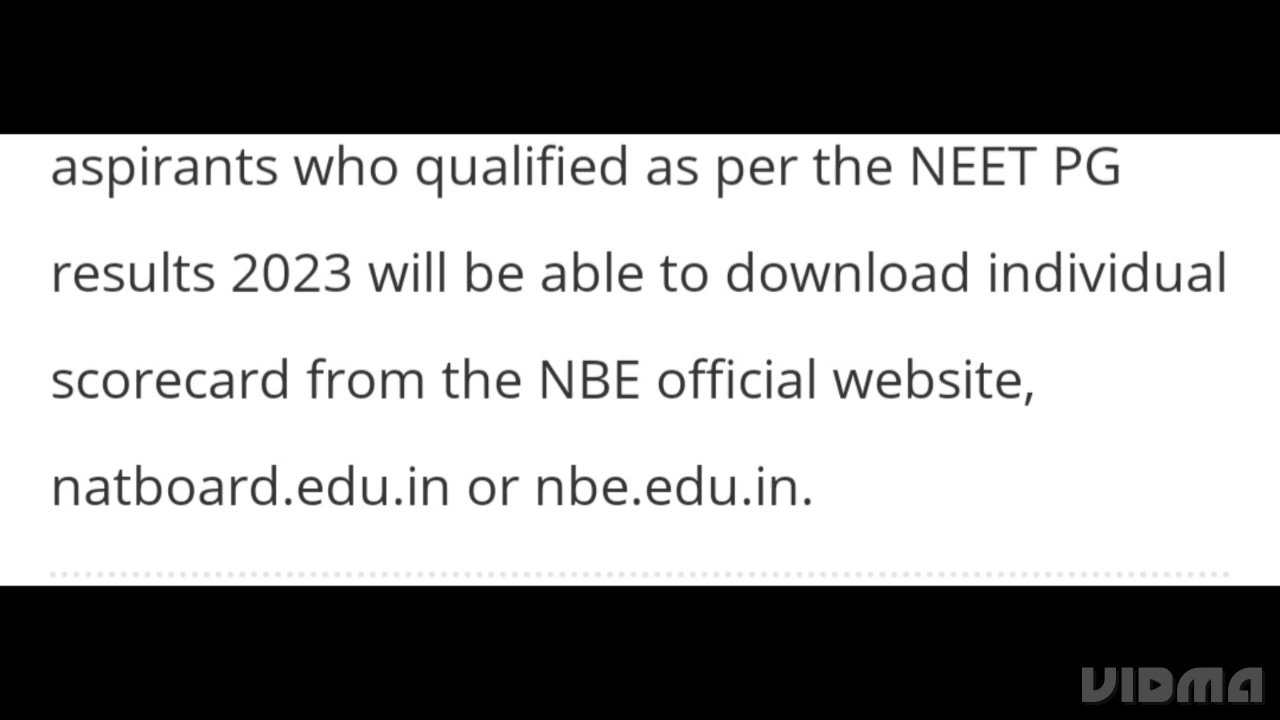 aspirants who qualified as per the NEET PG
results 2023 will be able to download individual
scorecard from the NBE official website,
natboard.edu.in or nbe.edu.in.
VIDMA